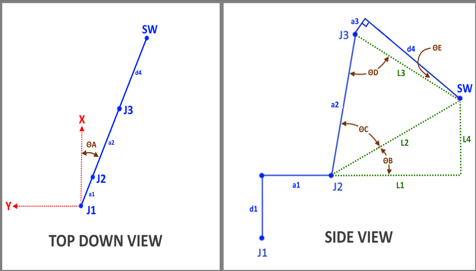 SW
d4
J3
X
ΘA
a2
J2
a1
Y
J1
TOP DOWN VIEW
a3
J3
ΘE
d4
ΘD
L3
SW
a2
ΘC
L2
L4
ΘB
a1
J2
L1
d1
J1
SIDE VIEW